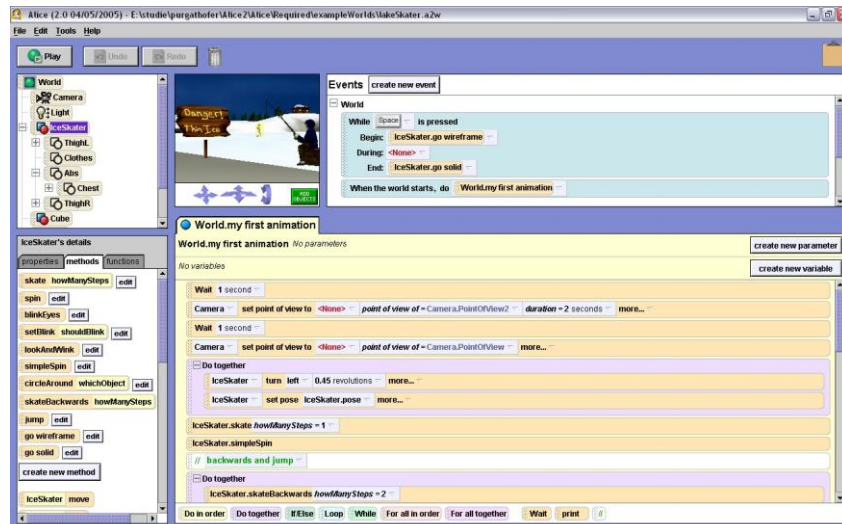 Alice (2.0 04/05/2005) - E:\studie\purgathofer\Alice2\Alice\Required\exampleWorlds\lakeSkater.a2w
File Edit Tools Help
Play Undo Redo
World
Camera
Light
IceSkater
ThighL
Clothes
Abs
Chest
ThighR
Cube
Danger!
Thin Ice
ADD OBJECTS
Events create new event
World
While Space is pressed
Begin: IceSkater.go wireframe
During: <None>
End: IceSkater.go solid
When the world starts, do World.my first animation
IceSkater's details
properties methods functions
skate howManySteps edit
spin edit
blinkEyes edit
setBlink shouldBlink edit
lookAndWink edit
simpleSpin edit
circleAround whichObject edit
skateBackwards howManySteps
jump edit
go wireframe edit
go solid edit
create new method
IceSkater move
World.my first animation
World.my first animation No parameters create new parameter
No variables create new variable
Wait 1 second
Camera set point of view to <None> point of view of = Camera.PointOfView2 duration = 2 seconds more...
Wait 1 second
Camera set point of view to <None> point of view of = Camera.PointOfView more...
Do together
IceSkater turn left 0.45 revolutions more...
IceSkater set pose IceSkater.pose more...
IceSkater.skate howManySteps = 1
IceSkater.simpleSpin
// backwards and jump
Do together
IceSkater.skateBackwards howManySteps = 2
Do in order Do together If/Else Loop While For all in order For all together Wait print //